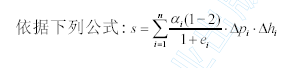 依据下列公式：$s=\sum_{i=1}^{n}\frac{\alpha_i(1-2)}{1+e_i}\cdot\Delta p_i\cdot\Delta h_i$